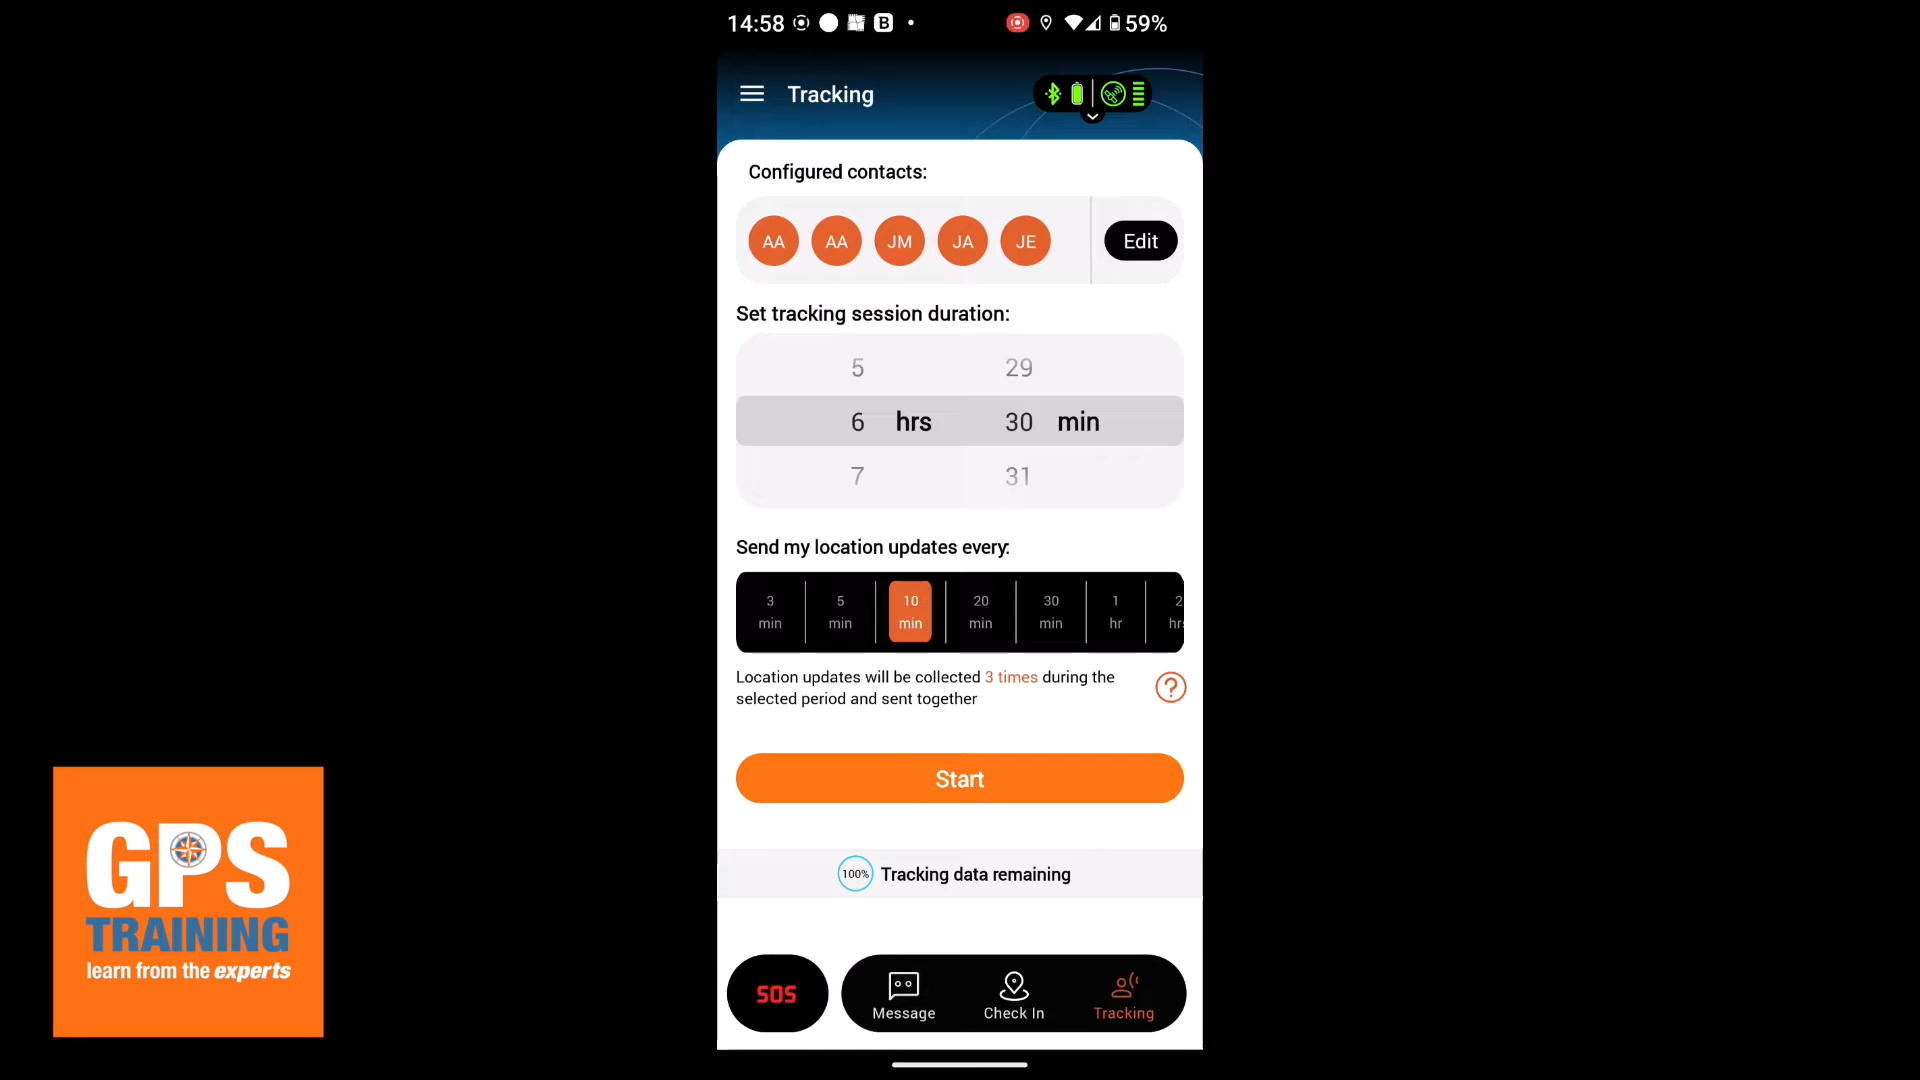 14:58 B 59%
Tracking
Configured contacts:
AA AA JM JA JE Edit
Set tracking session duration:
5 29
6 hrs 30 min
7 31
Send my location updates every:
3 min 5 min 10 min 20 min 30 min 1 hr 2 hr
Location updates will be collected 3 times during the
selected period and sent together
?
Start
100% Tracking data remaining
SOS Message Check In Tracking
GPS
TRAINING
learn from the experts